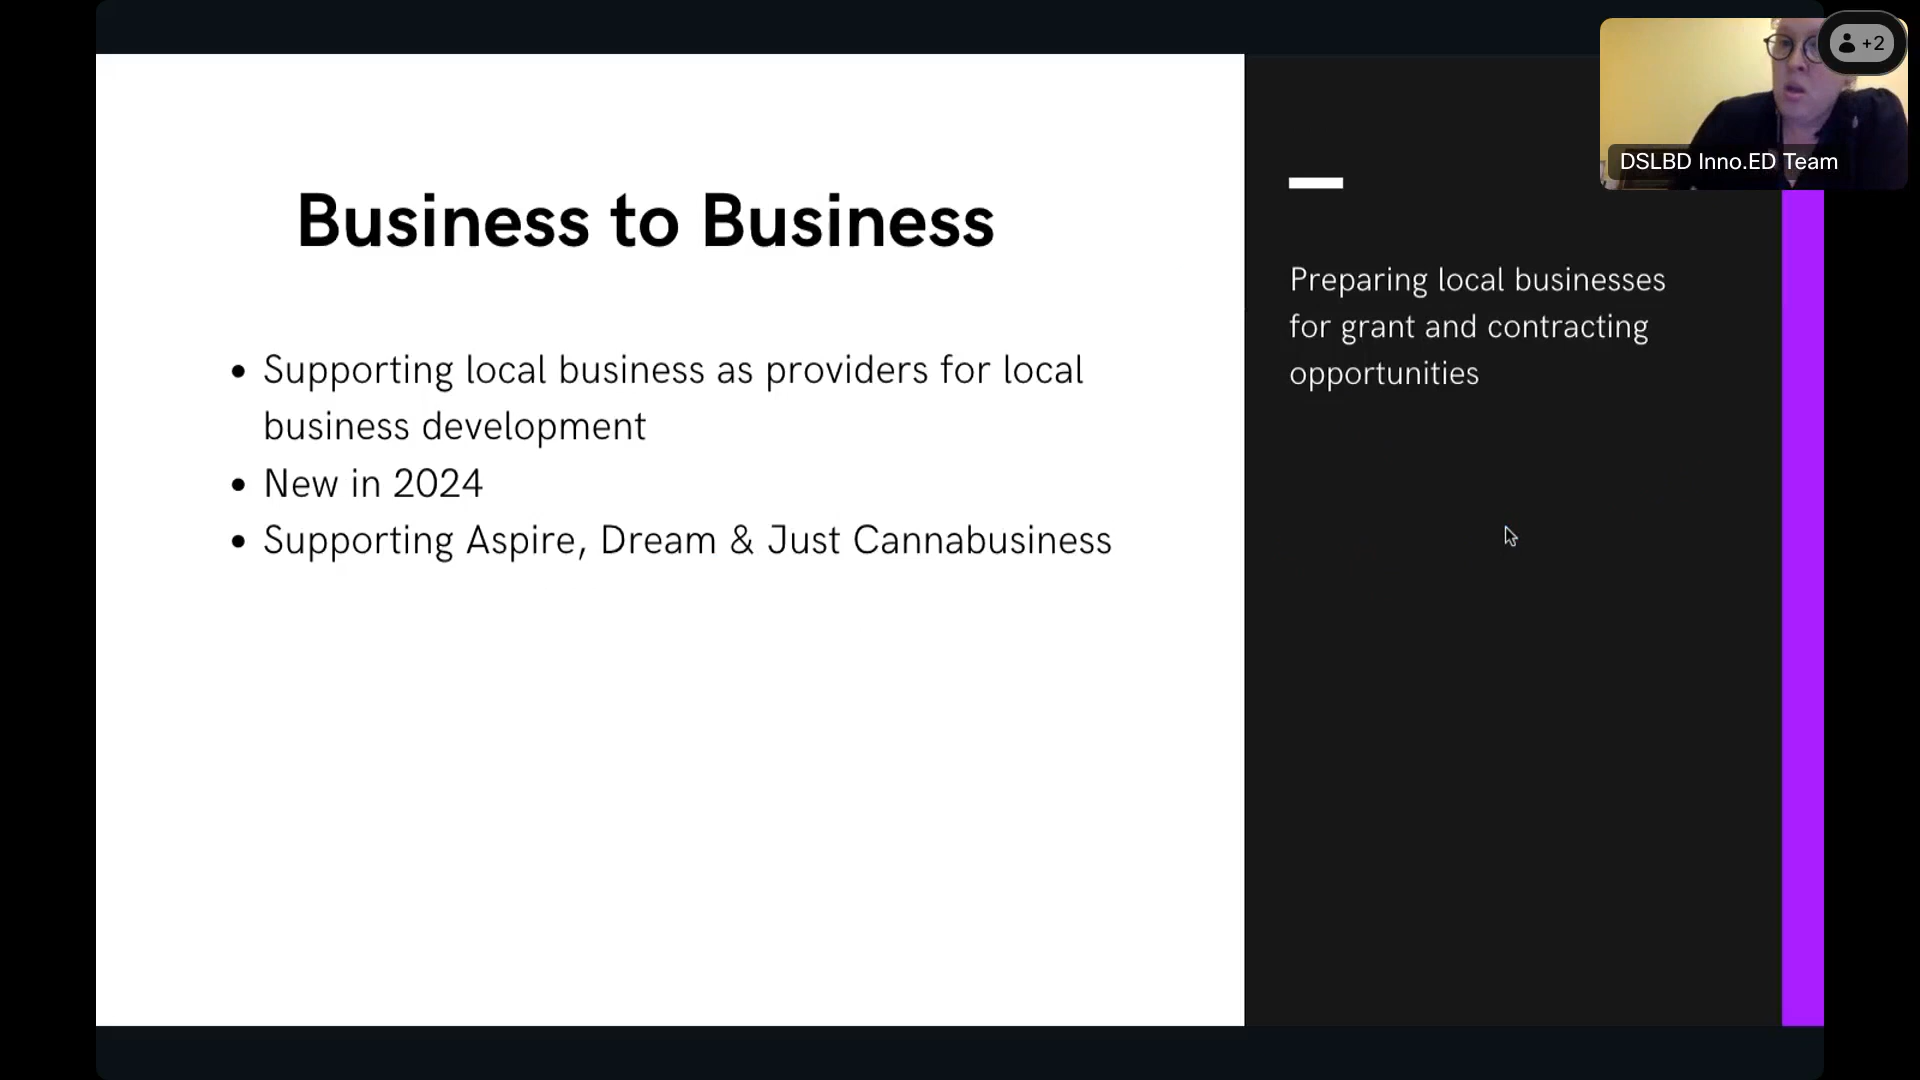 Business to Business
• Supporting local business as providers for local
business development
• New in 2024
• Supporting Aspire, Dream & Just Cannabusiness
Preparing local businesses
for grant and contracting
opportunities
+2
DSLBD Inno.ED Team